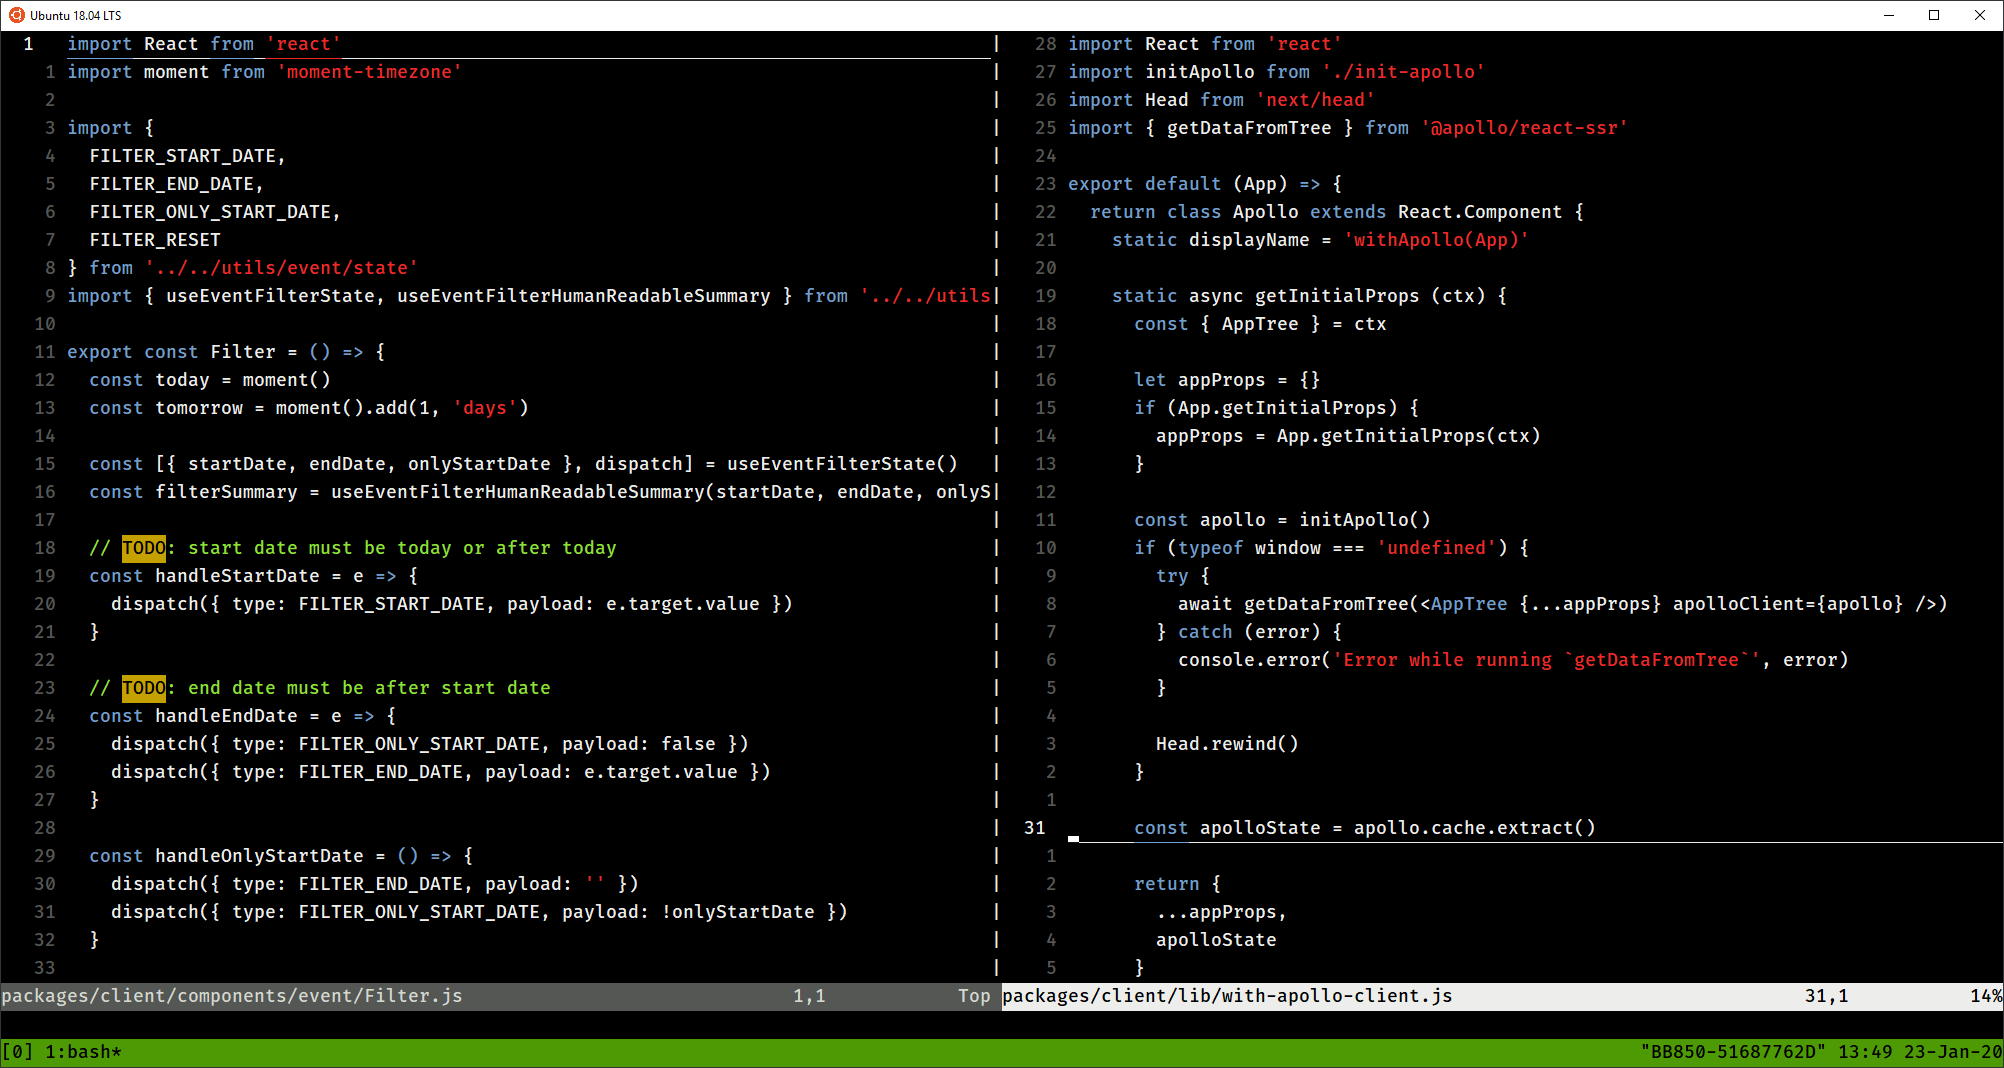 Ubuntu 18.04 LTS
1 import React from 'react'
1 import moment from 'moment-timezone'
2
3 import {
4 FILTER_START_DATE,
5 FILTER_END_DATE,
6 FILTER_ONLY_START_DATE,
7 FILTER_RESET
8 } from '../../utils/event/state'
9 import { useEventFilterState, useEventFilterHumanReadableSummary } from '../../utils
10
11 export const Filter = () => {
12 const today = moment()
13 const tomorrow = moment().add(1, 'days')
14
15 const [{ startDate, endDate, onlyStartDate }, dispatch] = useEventFilterState()
16 const filterSummary = useEventFilterHumanReadableSummary(startDate, endDate, onlyS
17
18 // TODO: start date must be today or after today
19 const handleStartDate = e => {
20 dispatch({ type: FILTER_START_DATE, payload: e.target.value })
21 }
22
23 // TODO: end date must be after start date
24 const handleEndDate = e => {
25 dispatch({ type: FILTER_ONLY_START_DATE, payload: false })
26 dispatch({ type: FILTER_END_DATE, payload: e.target.value })
27 }
28
29 const handleOnlyStartDate = () => {
30 dispatch({ type: FILTER_END_DATE, payload: '' })
31 dispatch({ type: FILTER_ONLY_START_DATE, payload: !onlyStartDate })
32 }
33
packages/client/components/event/Filter.js 1,1 Top
28 import React from 'react'
27 import initApollo from './init-apollo'
26 import Head from 'next/head'
25 import { getDataFromTree } from '@apollo/react-ssr'
24
23 export default (App) => {
22 return class Apollo extends React.Component {
21 static displayName = 'withApollo(App)'
20
19 static async getInitialProps (ctx) {
18 const { AppTree } = ctx
17
16 let appProps = {}
15 if (App.getInitialProps) {
14 appProps = App.getInitialProps(ctx)
13 }
12
11 const apollo = initApollo()
10 if (typeof window === 'undefined') {
9 try {
8 await getDataFromTree(<AppTree {...appProps} apolloClient={apollo} />)
7 } catch (error) {
6 console.error('Error while running `getDataFromTree`', error)
5 }
4
3 Head.rewind()
2 }
1
31 const apolloState = apollo.cache.extract()
1
2 return {
3 ...appProps,
4 apolloState
5 }
packages/client/lib/with-apollo-client.js 31,1 14%
[0] 1:bash* "BB850-51687762D" 13:49 23-Jan-20